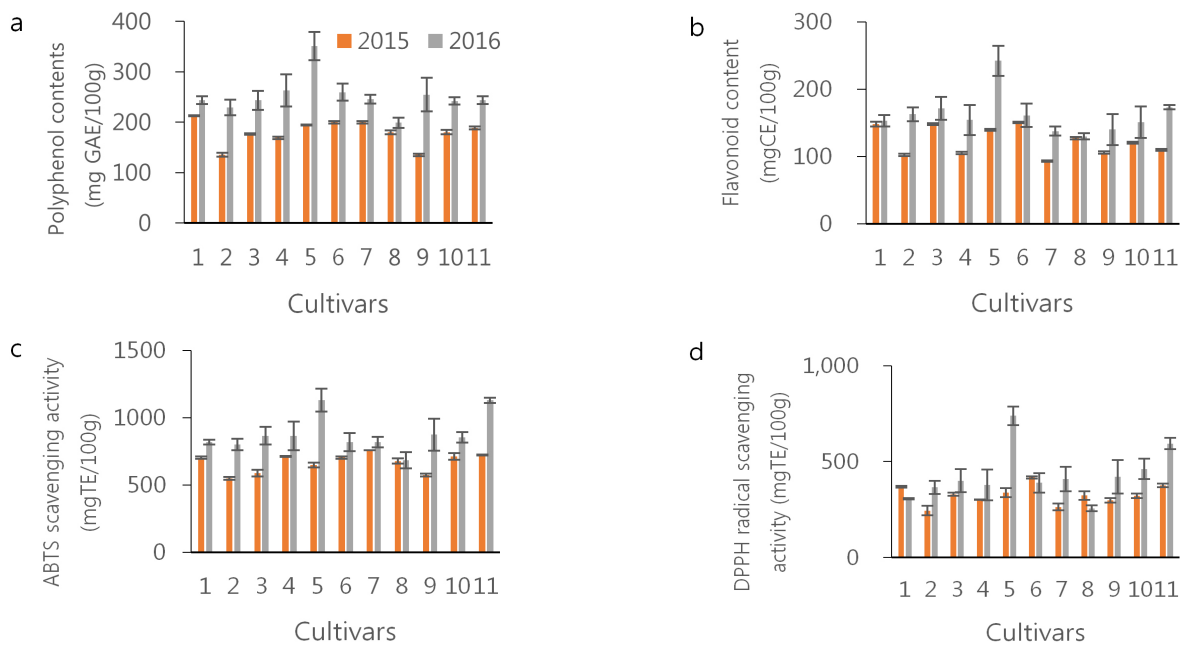 a
Polyphenol contents
(mg GAE/100g)
400
300
200
100
0
2015 2016
1 2 3 4 5 6 7 8 9 10 11
Cultivars
b
Flavonoid content
(mgCE/100g)
300
200
100
0
1 2 3 4 5 6 7 8 9 10 11
Cultivars
c
ABTS scavenging activity
(mgTE/100g)
1500
1000
500
0
1 2 3 4 5 6 7 8 9 10 11
Cultivars
d
DPPH radical scavenging
activity (mgTE/100g)
1,000
500
0
1 2 3 4 5 6 7 8 9 10 11
Cultivars